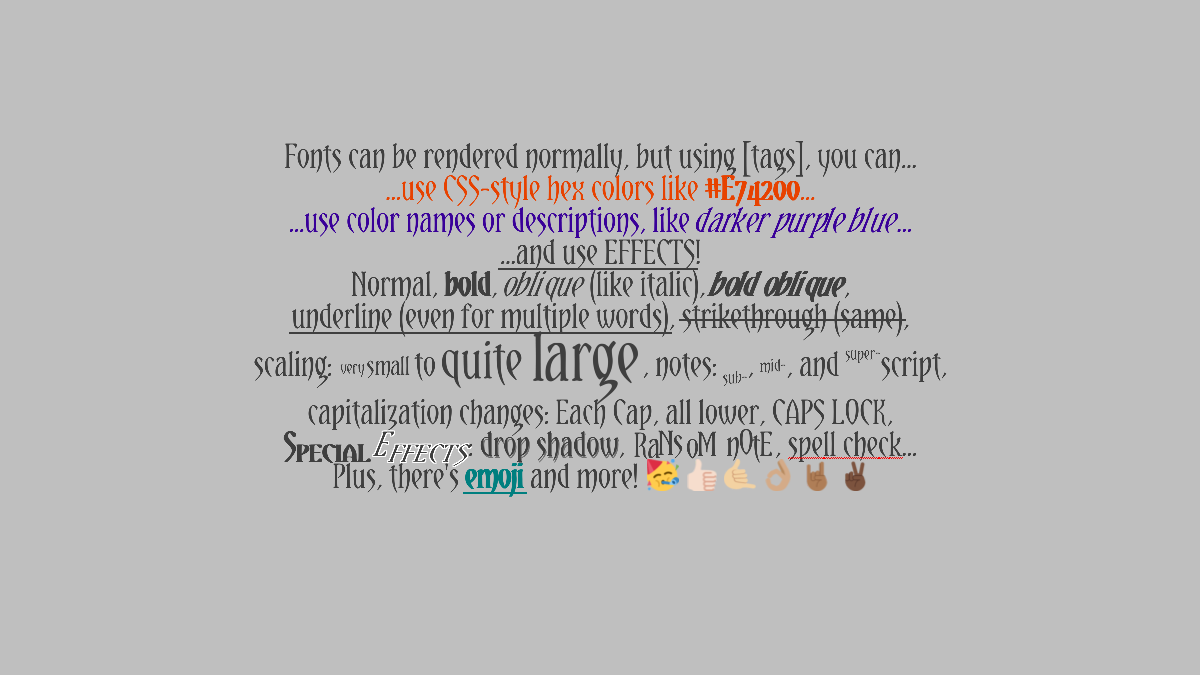 Fonts can be rendered normally, but using [tags], you can...
...use CSS-style hex colors like #E74200...
...use color names or descriptions, like darker purple blue...
...and use EFFECTS!
Normal, bold, oblique (like italic), bold oblique,
underline (even for multiple words), strikethrough (same),
scaling: very small to quite large , notes: sub-, mid-, and super-script,
capitalization changes: Each Cap, all lower, CAPS LOCK,
Special Effects: drop shadow, RaNsoM nOtE, spell check...
Plus, there's emoji and more! 🥳👍🏻🤙🏼👌🏽🤘🏾✌🏿